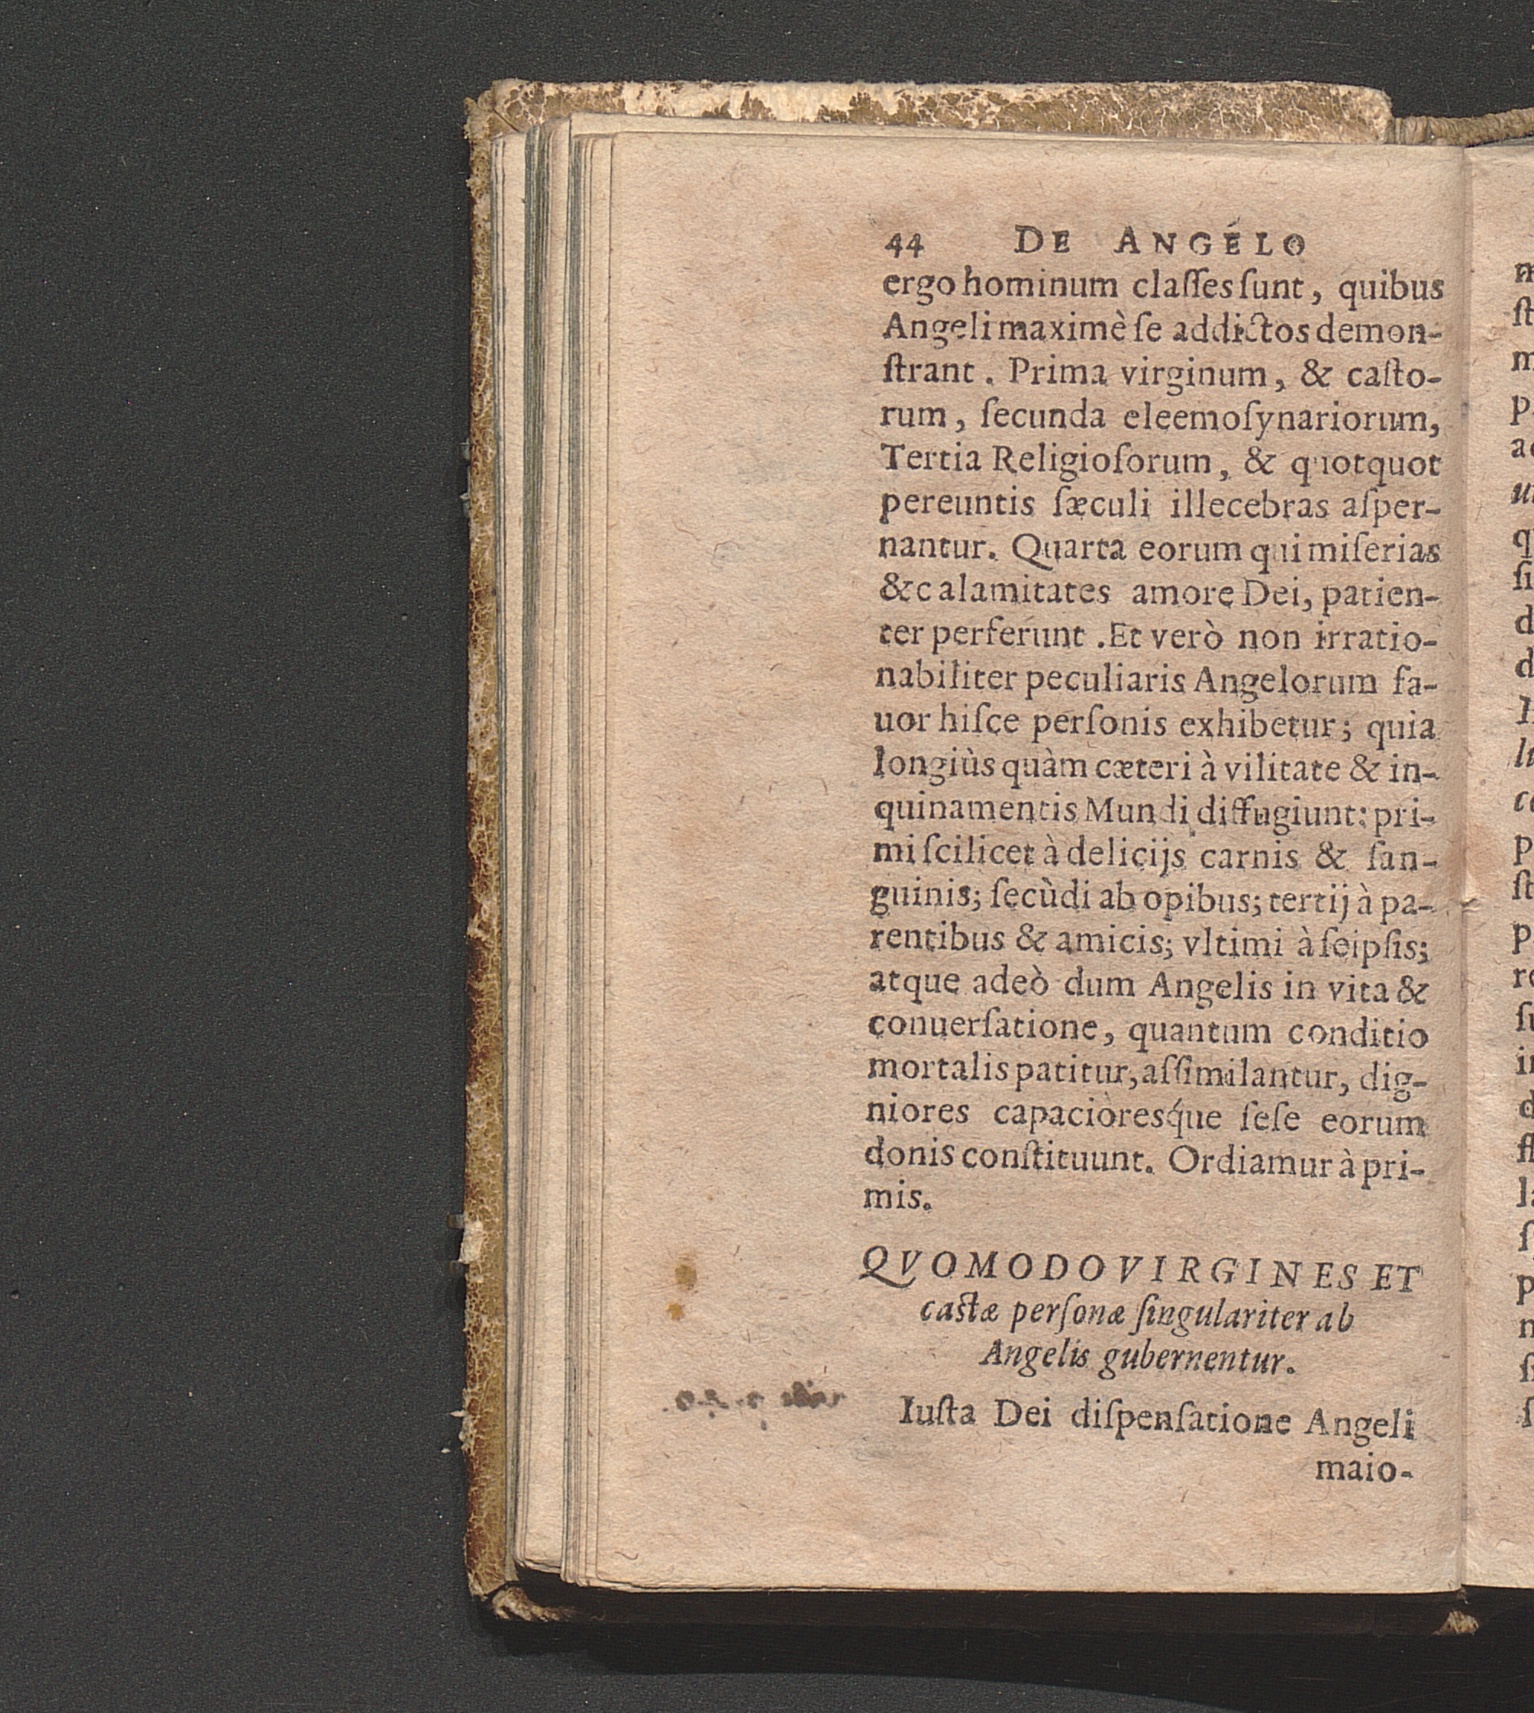 44 DE ANGELO
ergo hominum claſſes ſunt, quibus
Angeli maximè ſe addictos demon-
ſtrant. Prima virginum, & caſto-
rum, ſecunda eleemoſynariorum,
Tertia Religioſorum, & quotquot
pereuntis ſæculi illecebras aſper-
nantur. Quarta eorum qui miſerias
&calamitates amore Dei, patien-
ter perferunt .Et verò non irratio-
nabiliter peculiaris Angelorum fa-
uor hiſce perſonis exhibetur; quia
longiùs quàm cæteri à vilitate & in-
quinamentis Mundi diffugiunt: pri-
mi ſcilicet à delicijs carnis & ſan-
guinis; ſecùdi ab opibus; tertij à pa-
rentibus & amicis; vltimi à ſeipſis;
atque adeò dum Angelis in vita &
conuerſatione, quantum conditio
mortalis patitur, aſſimilantur, dig-
niores capacioresq́ue ſeſe eorum
donis conſtituunt. Ordiamur à pri-
mis.
QVOMODO VIRGINES ET
caſtæ perſonæ ſingulariter ab
Angelis gubernentur.
Iuſta Dei diſpenſatione Angeli
maio-